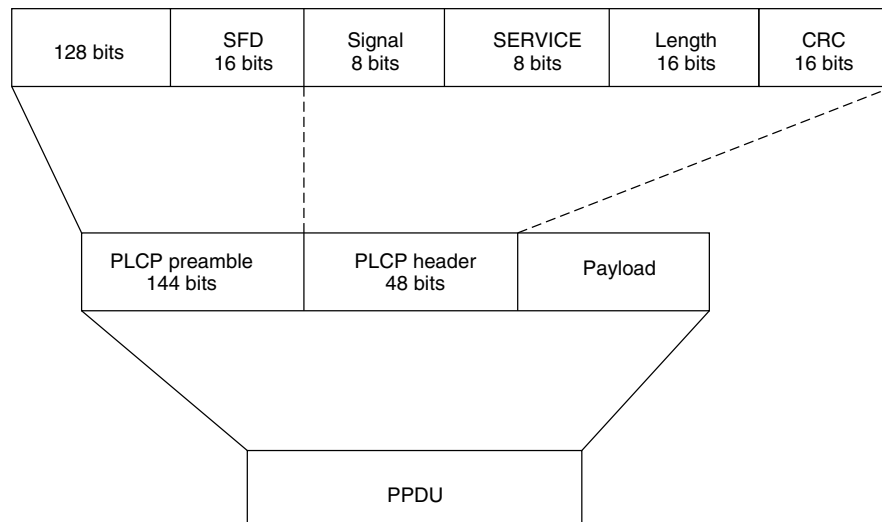 128 bits
SFD
16 bits
Signal
8 bits
SERVICE
8 bits
Length
16 bits
CRC
16 bits
PLCP preamble
144 bits
PLCP header
48 bits
Payload
PPDU